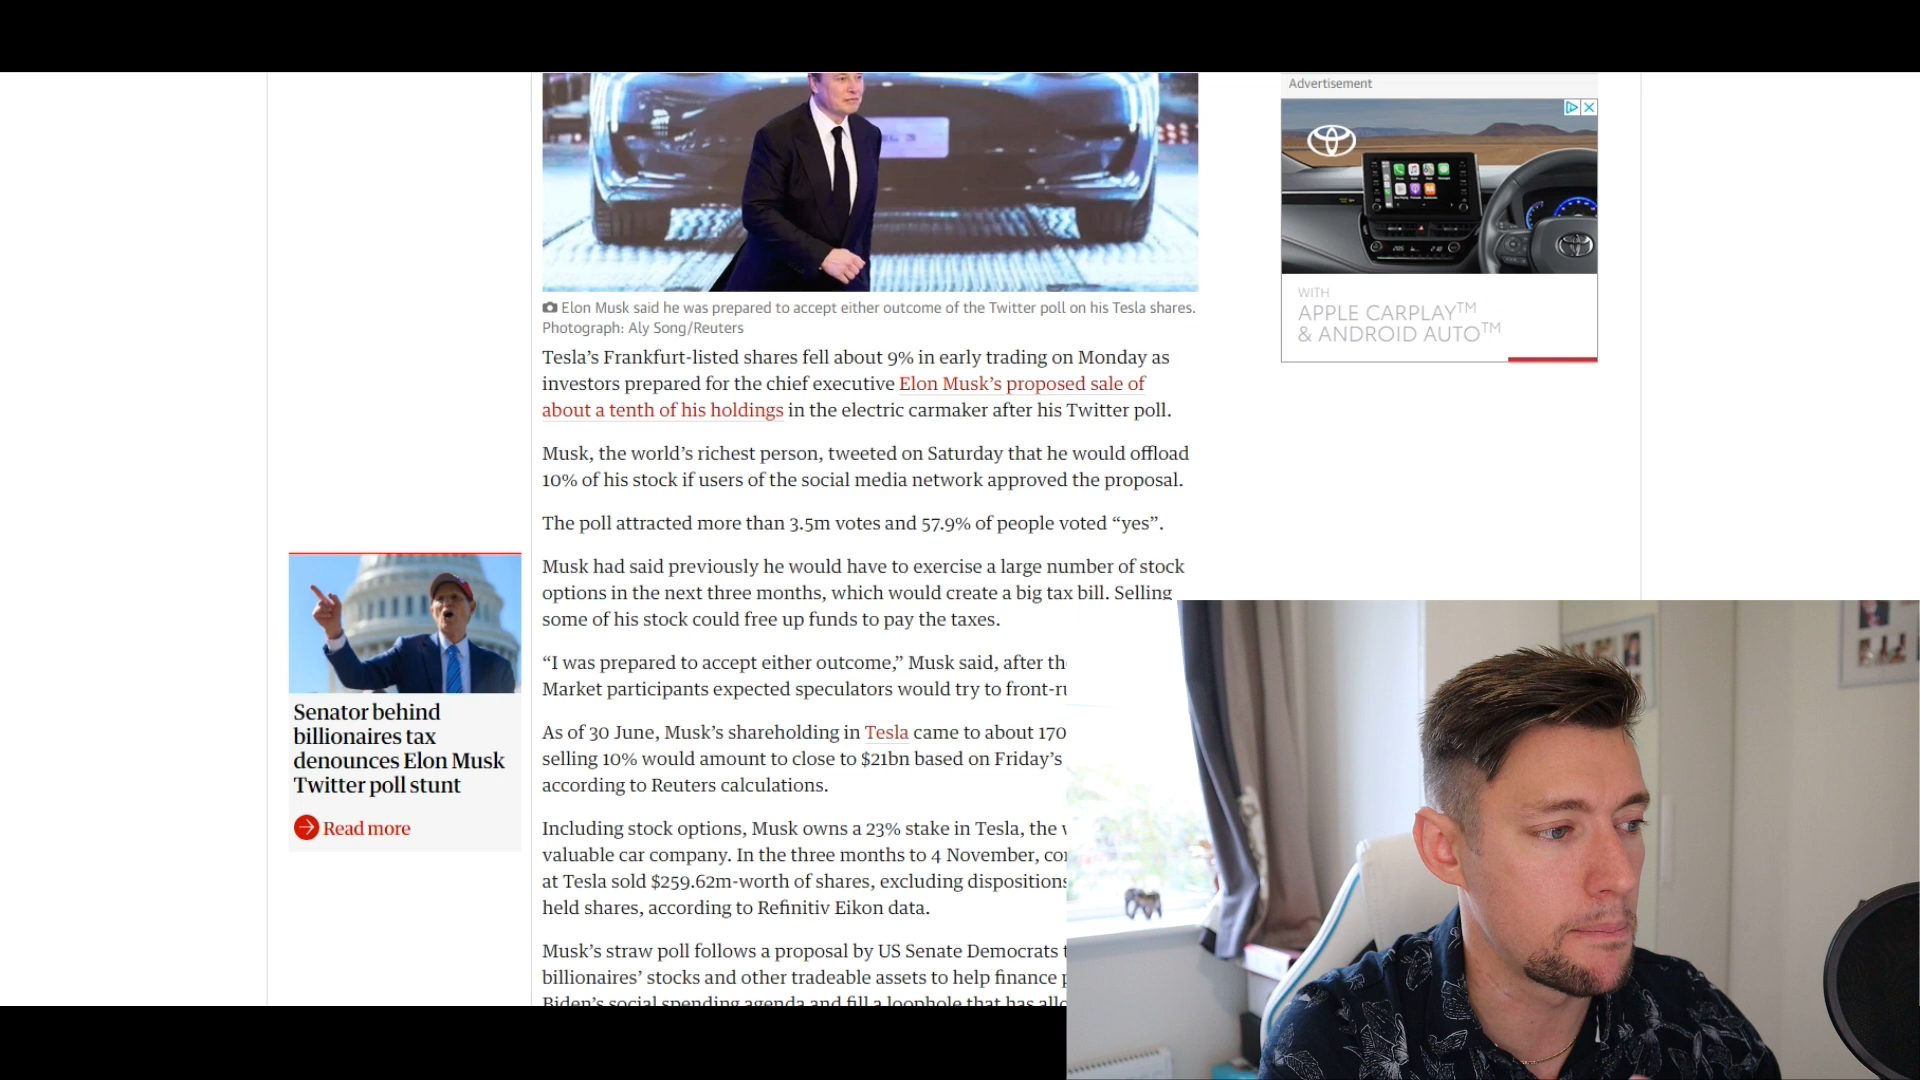 Advertisement
WITH
APPLE CARPLAY™
& ANDROID AUTO™
Elon Musk said he was prepared to accept either outcome of the Twitter poll on his Tesla shares.
Photograph: Aly Song/Reuters
Tesla’s Frankfurt-listed shares fell about 9% in early trading on Monday as
investors prepared for the chief executive Elon Musk’s proposed sale of
about a tenth of his holdings in the electric carmaker after his Twitter poll.
Musk, the world’s richest person, tweeted on Saturday that he would offload
10% of his stock if users of the social media network approved the proposal.
The poll attracted more than 3.5m votes and 57.9% of people voted “yes”.
Musk had said previously he would have to exercise a large number of stock
options in the next three months, which would create a big tax bill. Selling
some of his stock could free up funds to pay the taxes.
“I was prepared to accept either outcome,” Musk said, after
Market participants expected speculators would try to
As of 30 June, Musk’s shareholding in Tesla came to about 170
selling 10% would amount to close to $21bn based on Friday’s
according to Reuters calculations.
Including stock options, Musk owns a 23% stake in Tesla, the
valuable car company. In the three months to 4 November,
at Tesla sold $259.62m-worth of shares, excluding dispositions
held shares, according to Refinitiv Eikon data.
Musk’s straw poll follows a proposal by US Senate Democrats
billionaires’ stocks and other tradeable assets to help finance
Biden’s social spending agenda and fill a loophole that has
Senator behind
billionaires tax
denounces Elon Musk
Twitter poll stunt
Read more